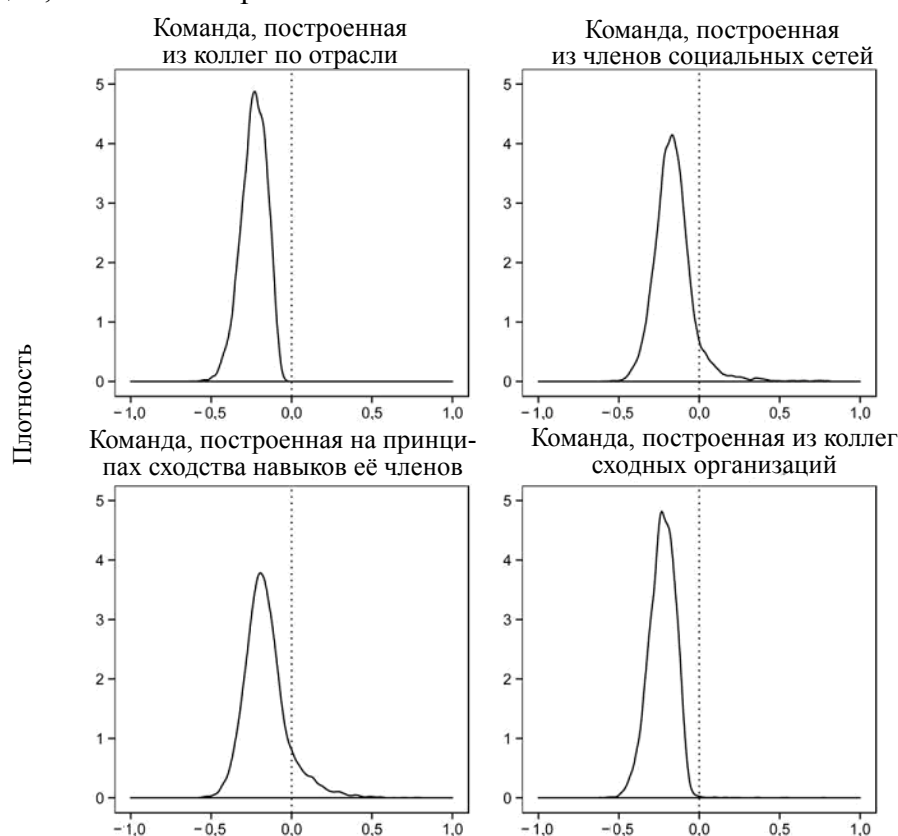 Команда, построенная
из коллег по отрасли
Команда, построенная
из членов социальных сетей
5
4
3
2
1
0
−1,0 −0,5 0,0 0,5 1,0
5
4
3
2
1
0
−1,0 −0,5 0,0 0,5 1,0
Плотность
Команда, построенная на принци-
пах сходства навыков её членов
Команда, построенная из коллег
сходных организаций
5
4
3
2
1
0
−1,0 −0,5 0,0 0,5 1,0
5
4
3
2
1
0
−1,0 −0,5 0,0 0,5 1,0